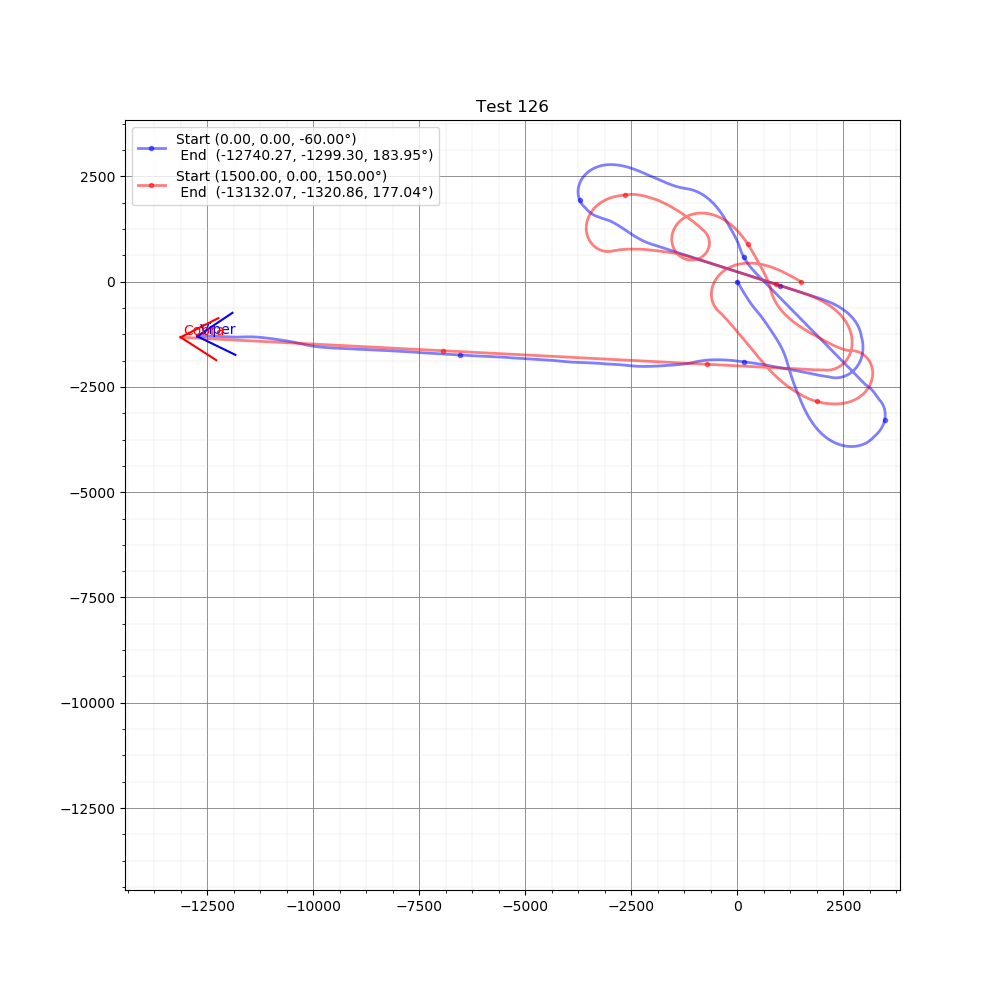 Test 126
Start (0.00, 0.00, -60.00°)
End (-12740.27, -1299.30, 183.95°)
Start (1500.00, 0.00, 150.00°)
End (-13132.07, -1320.86, 177.04°)
2500
0
−2500
−5000
−7500
−10000
−12500
−12500 −10000 −7500 −5000 −2500 0 2500